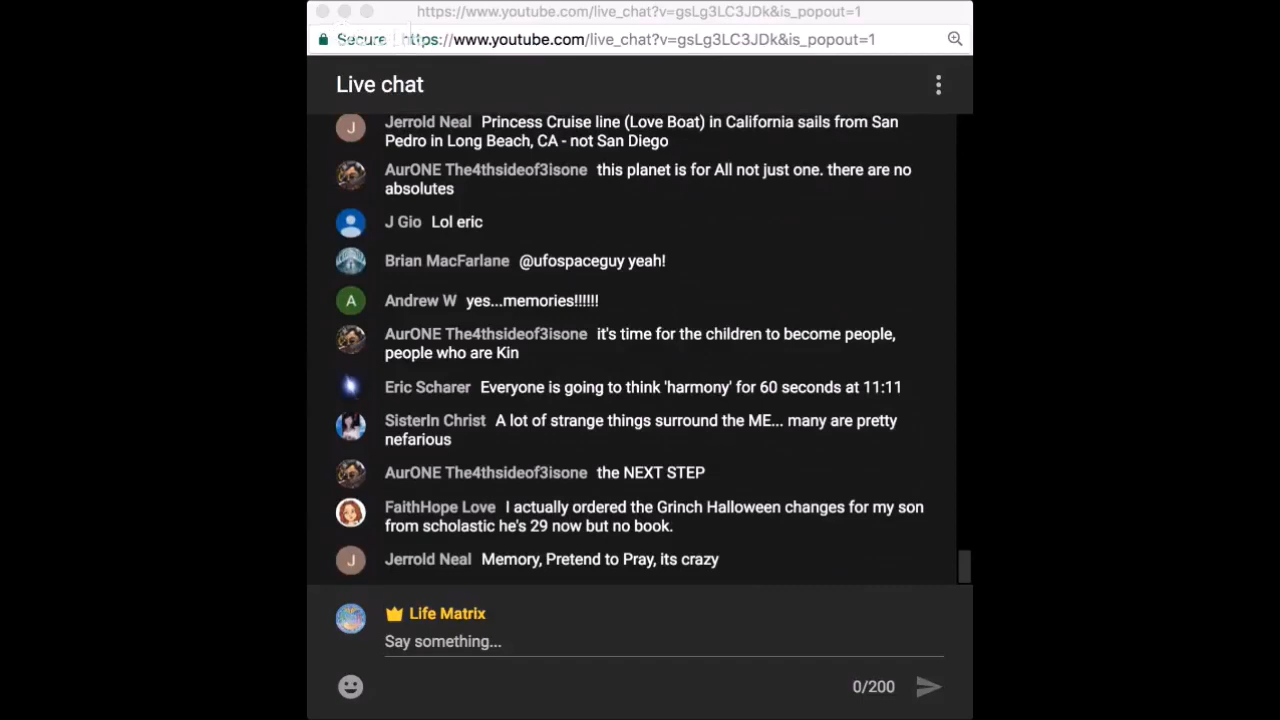 https://www.youtube.com/live_chat?v=gsLg3LC3JDk&is_popout=1
Secure https://www.youtube.com/live_chat?v=gsLg3LC3JDk&is_popout=1
Live chat
J Jerrold Neal Princess Cruise line (Love Boat) in California sails from San
Pedro in Long Beach, CA - not San Diego
AurONE The4thsideof3isone this planet is for All not just one. there are no
absolutes
J Gio Lol eric
Brian MacFarlane @ufospaceguy yeah!
A Andrew W yes...memories!!!!!!
AurONE The4thsideof3isone it's time for the children to become people,
people who are Kin
Eric Scharer Everyone is going to think 'harmony' for 60 seconds at 11:11
SisterIn Christ A lot of strange things surround the ME... many are pretty
nefarious
AurONE The4thsideof3isone the NEXT STEP
FaithHope Love I actually ordered the Grinch Halloween changes for my son
from scholastic he's 29 now but no book.
J Jerrold Neal Memory, Pretend to Pray, its crazy
Life Matrix
Say something...
0/200